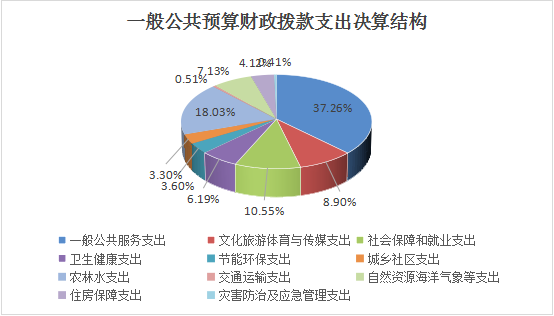 一般公共预算财政拨款支出决算结构
4.12% 0.41%
7.13%
0.51%
37.26%
18.03%
3.30%
3.60%
6.19%
8.90%
10.55%
一般公共服务支出 文化旅游体育与传媒支出 社会保障和就业支出
卫生健康支出 节能环保支出 城乡社区支出
农林水支出 交通运输支出 自然资源海洋气象等支出
住房保障支出 灾害防治及应急管理支出